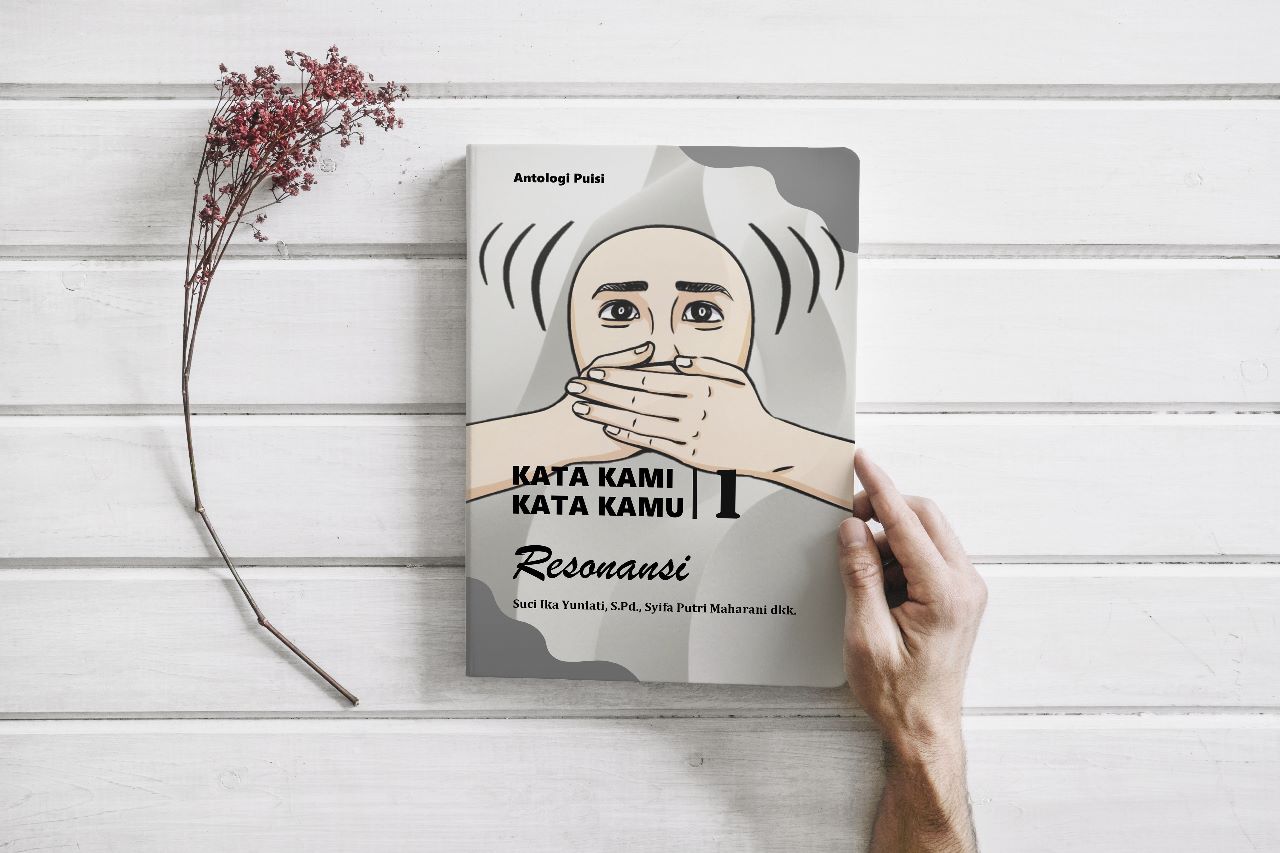 Antologi Puisi
KATA KAMI
KATA KAMU
1
Resonansi
Suci Ika Yuniati, S.Pd., Syifa Putri Maharani dkk.